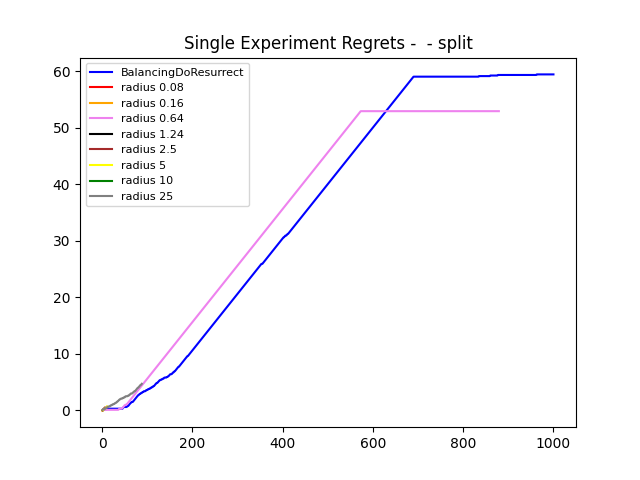 Single Experiment Regrets -  - split
BalancingDoResurrect
radius 0.08
radius 0.16
radius 0.64
radius 1.24
radius 2.5
radius 5
radius 10
radius 25
60
50
40
30
20
10
0
0 200 400 600 800 1000